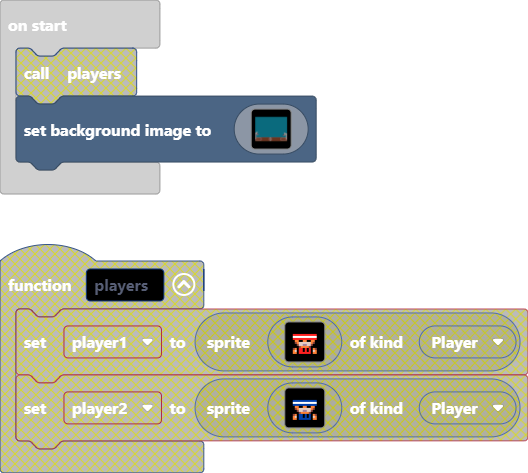 on start
call players
set background image to
function players
set player1 to sprite of kind Player
set player2 to sprite of kind Player